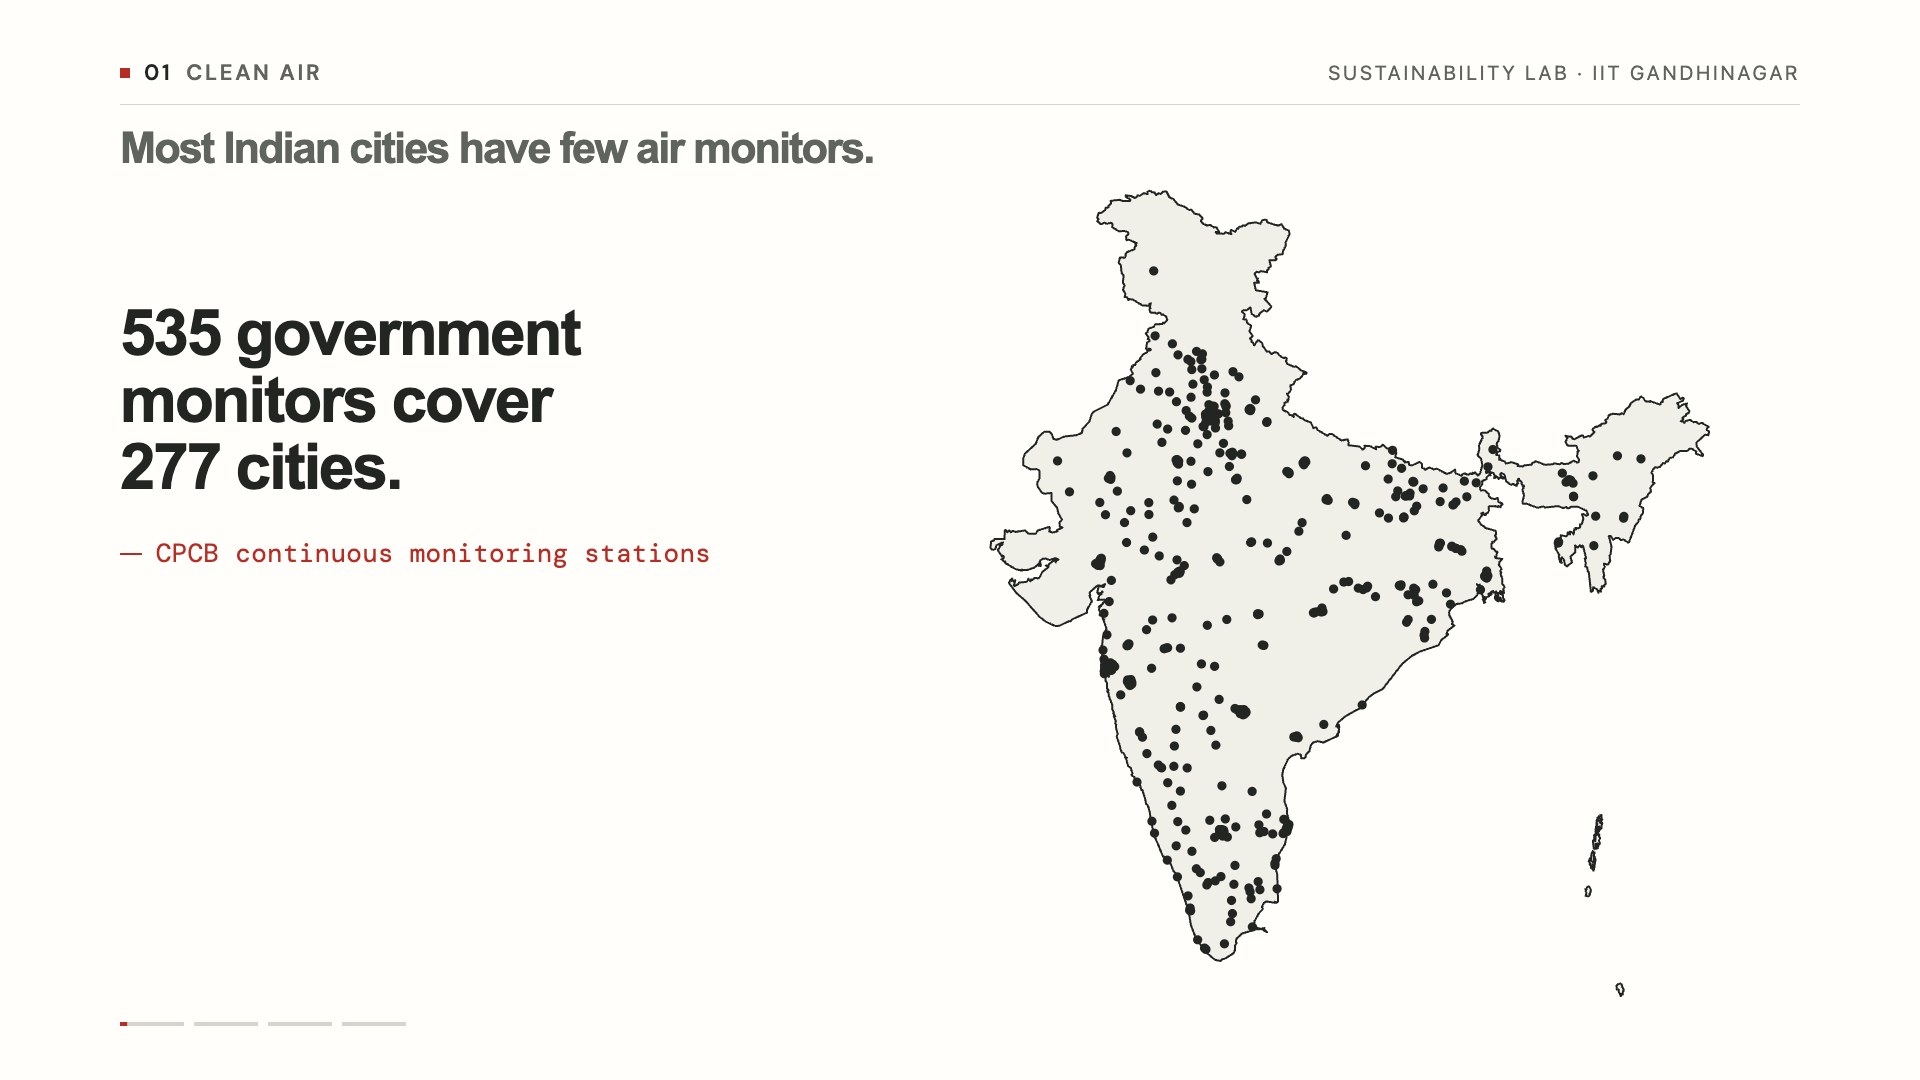 01 CLEAN AIR
SUSTAINABILITY LAB · IIT GANDHINAGAR
Most Indian cities have few air monitors.
535 government
monitors cover
277 cities.
— CPCB continuous monitoring stations